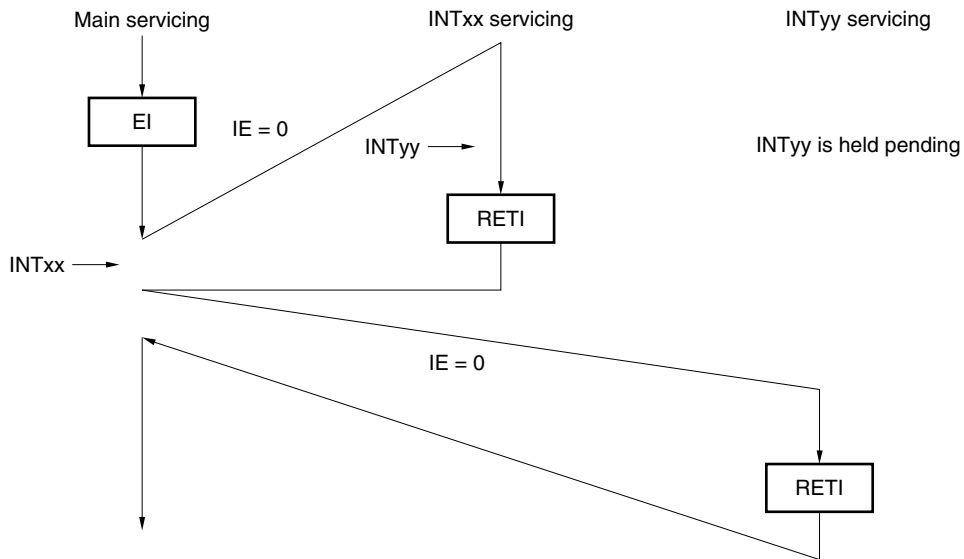 Main servicing
INTxx servicing
INTyy servicing
EI
IE = 0
INTyy
INTyy is held pending
RETI
INTxx
IE = 0
RETI